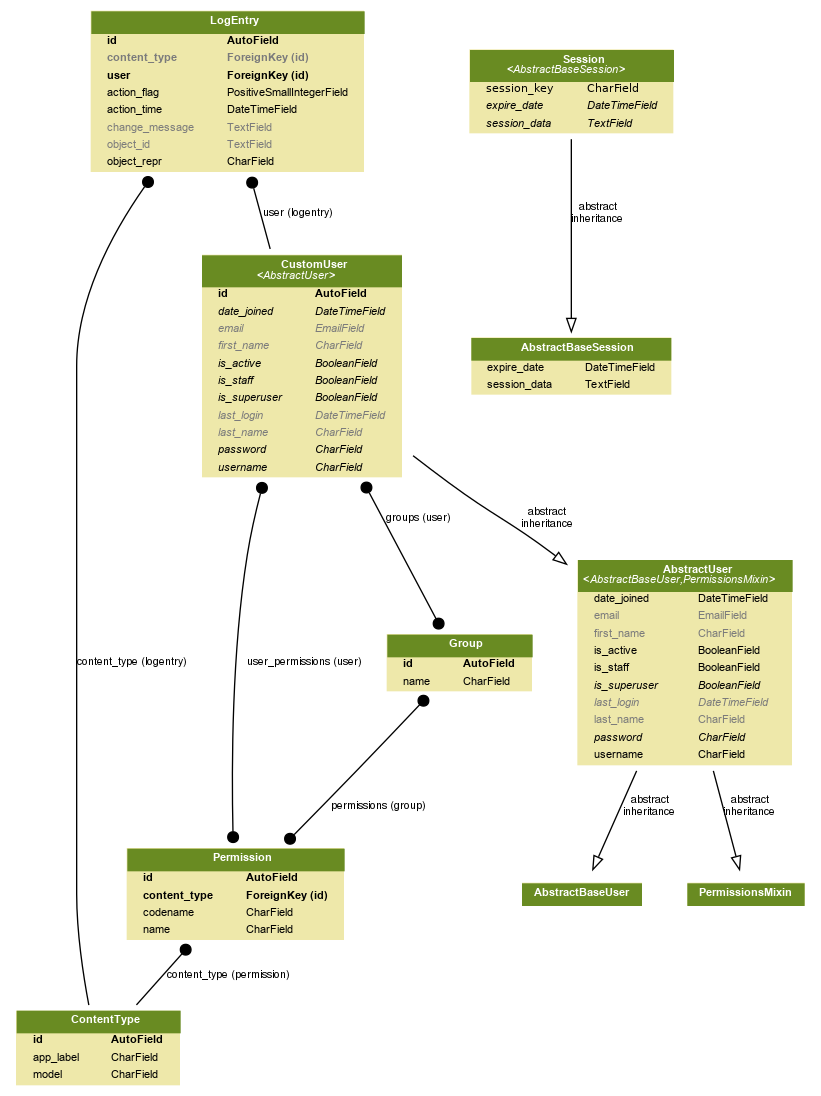 LogEntry
id AutoField
content_type ForeignKey (id)
user ForeignKey (id)
action_flag PositiveSmallIntegerField
action_time DateTimeField
change_message TextField
object_id TextField
object_repr CharField
Session
<AbstractBaseSession>
session_key CharField
expire_date DateTimeField
session_data TextField
user (logentry)
abstract
inheritance
CustomUser
<AbstractUser>
id AutoField
date_joined DateTimeField
email EmailField
first_name CharField
is_active BooleanField
is_staff BooleanField
is_superuser BooleanField
last_login DateTimeField
last_name CharField
password CharField
username CharField
AbstractBaseSession
expire_date DateTimeField
session_data TextField
groups (user)
abstract
inheritance
AbstractUser
<AbstractBaseUser,PermissionsMixin>
date_joined DateTimeField
email EmailField
first_name CharField
is_active BooleanField
is_staff BooleanField
is_superuser BooleanField
last_login DateTimeField
last_name CharField
password CharField
username CharField
Group
id AutoField
name CharField
content_type (logentry)
user_permissions (user)
permissions (group)
abstract
inheritance
abstract
inheritance
Permission
id AutoField
content_type ForeignKey (id)
codename CharField
name CharField
AbstractBaseUser
PermissionsMixin
content_type (permission)
ContentType
id AutoField
app_label CharField
model CharField